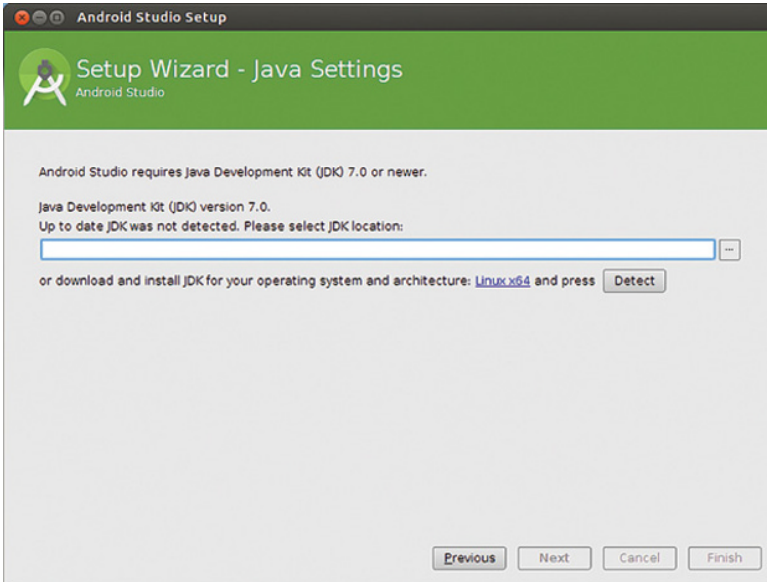 Android Studio Setup
Setup Wizard - Java Settings
Android Studio
Android Studio requires Java Development Kit (JDK) 7.0 or newer.
Java Development Kit (JDK) version 7.0.
Up to date JDK was not detected. Please select JDK location:
...
or download and install JDK for your operating system and architecture: Linux x64 and press Detect
Previous Next Cancel Finish